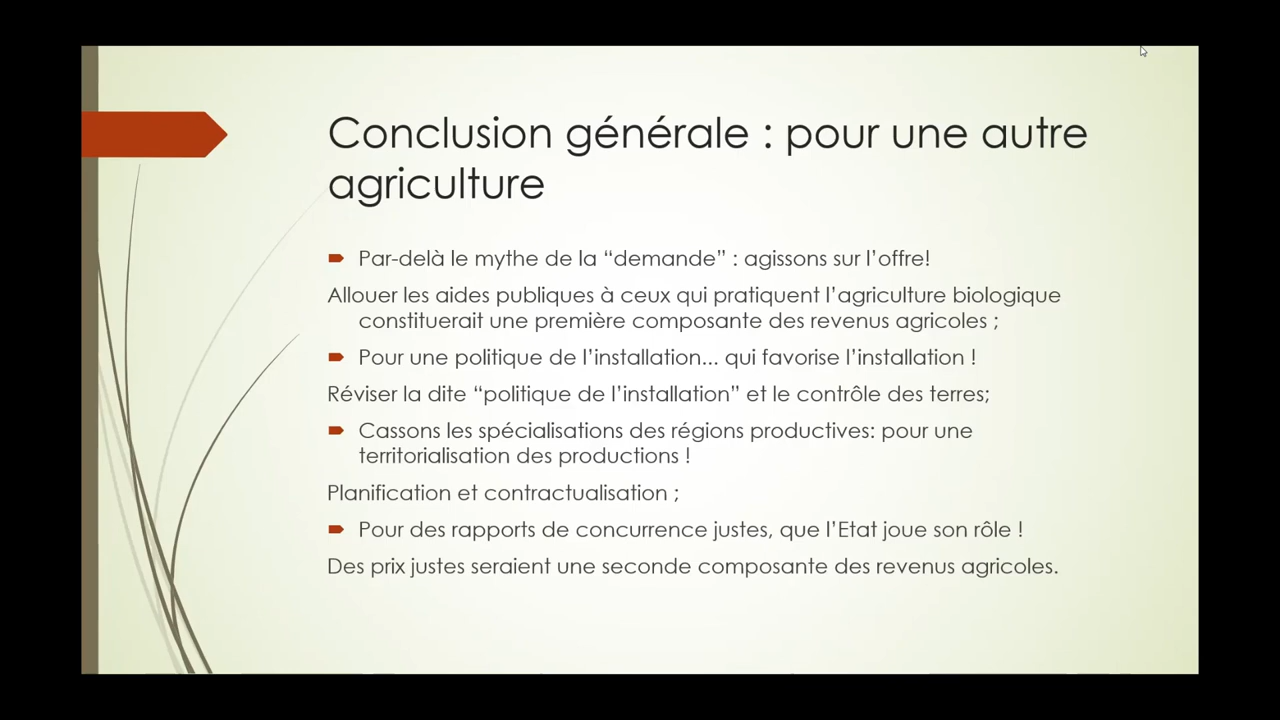 Conclusion générale : pour une autre
agriculture
Par-delà le mythe de la “demande” : agissons sur l’offre!
Allouer les aides publiques à ceux qui pratiquent l’agriculture biologique
constituerait une première composante des revenus agricoles ;
Pour une politique de l’installation... qui favorise l’installation !
Réviser la dite “politique de l’installation” et le contrôle des terres;
Cassons les spécialisations des régions productives: pour une
territorialisation des productions !
Planification et contractualisation ;
Pour des rapports de concurrence justes, que l’Etat joue son rôle !
Des prix justes seraient une seconde composante des revenus agricoles.